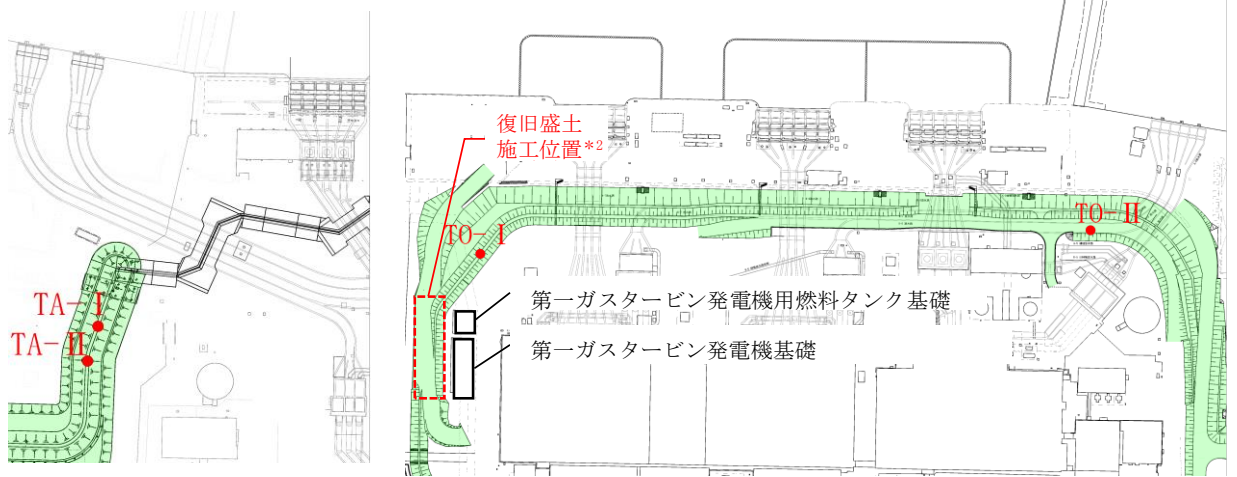 復旧盛土
施工位置*2
TO-Ⅰ
TO-Ⅱ
TA-Ⅰ
TA-Ⅱ
第一ガスタービン発電機用燃料タンク基礎
第一ガスタービン発電機基礎